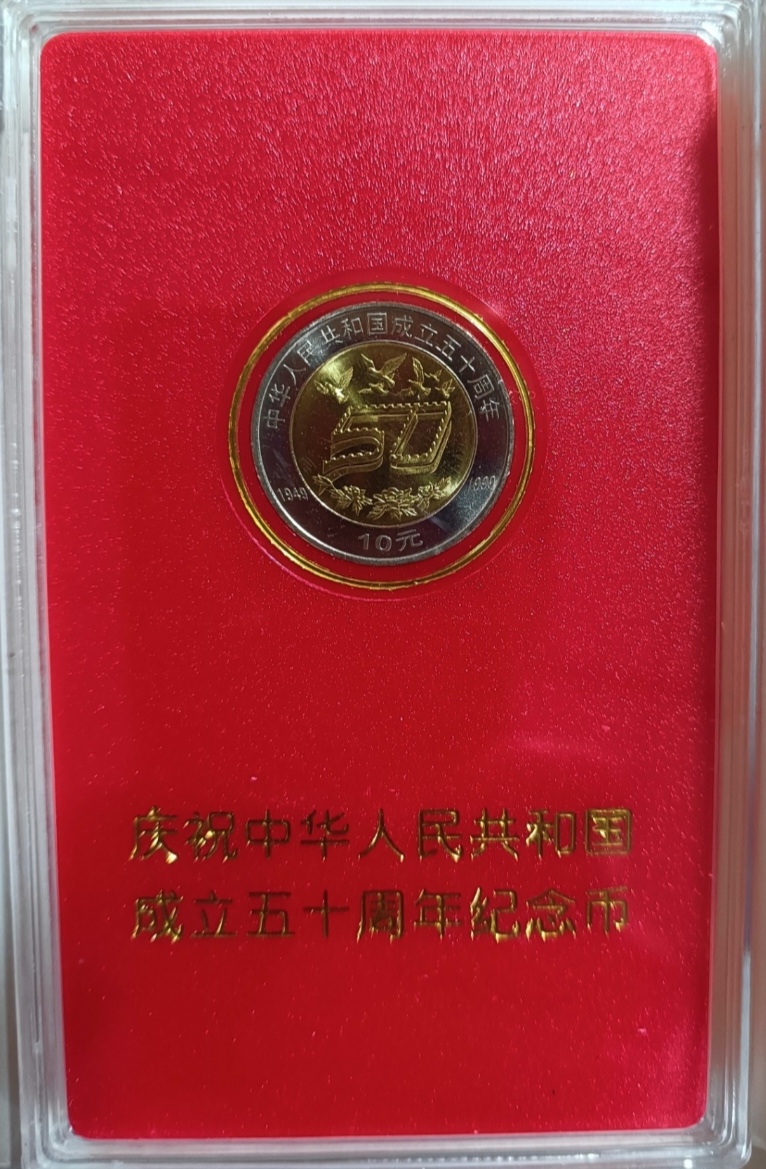 中华人民共和国成立五十周年
50
1949 1999
10元
庆祝中华人民共和国
成立五十周年纪念币